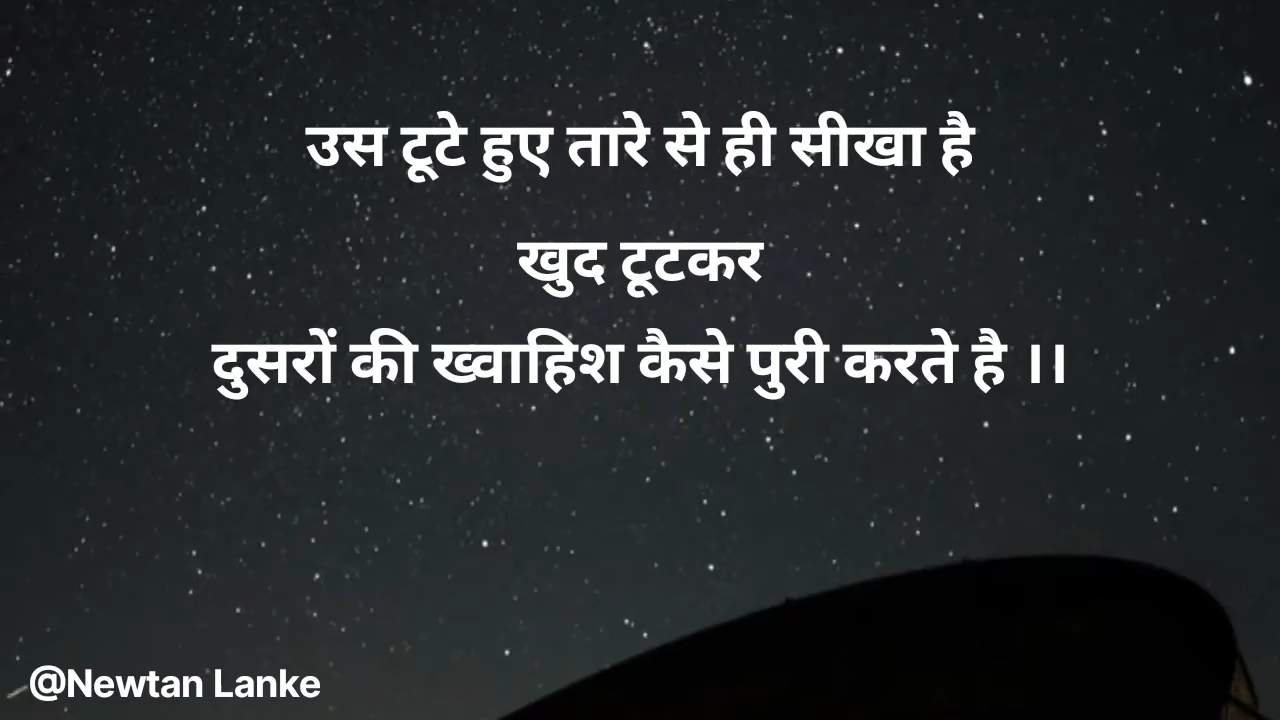 उस टूटे हुए तारे से ही सीखा है
खुद टूटकर
दुसरों की ख्वाहिश कैसे पुरी करते है ।।
@Newtan Lanke